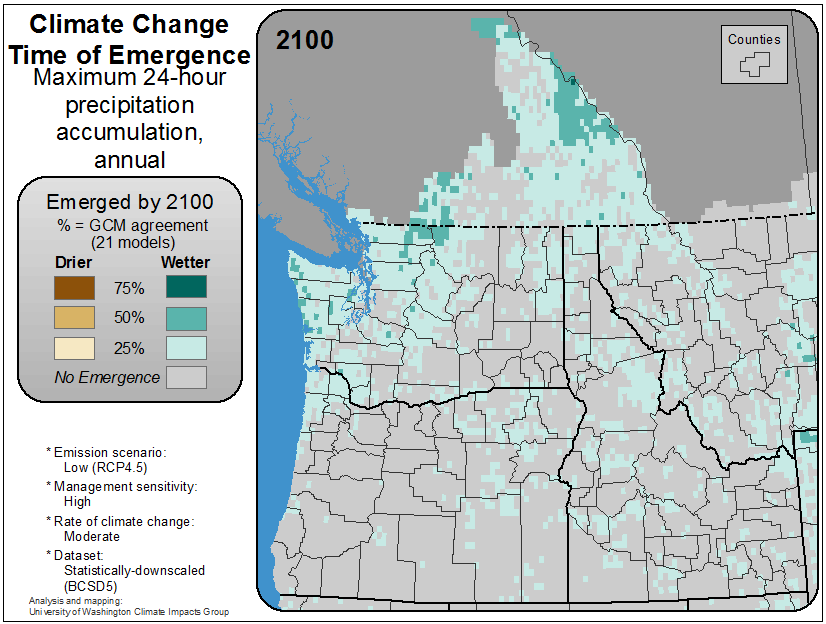 Climate Change
Time of Emergence
Maximum 24-hour
precipitation
accumulation,
annual
Emerged by 2100
% = GCM agreement
(21 models)
Drier Wetter
75%
50%
25%
No Emergence
* Emission scenario:
Low (RCP4.5)
* Management sensitivity:
High
* Rate of climate change:
Moderate
* Dataset:
Statistically-downscaled
(BCSD5)
Analysis and mapping:
University of Washington Climate Impacts Group
2100
Counties